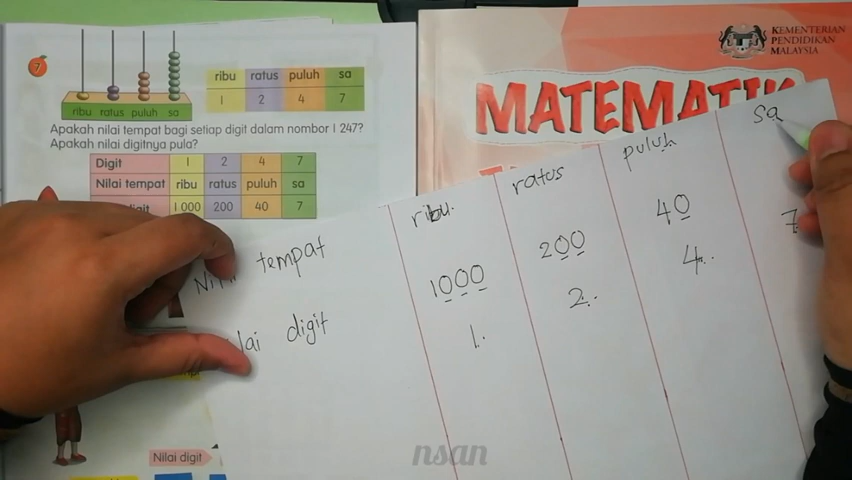 7
ribu ratus puluh sa
1 2 4 7
ribu ratus puluh sa
Apakah nilai tempat bagi setiap digit dalam nombor 1 247?
Apakah nilai digitnya pula?
Digit 1 2 4 7
Nilai tempat ribu ratus puluh sa
1 000 200 40 7
Nilai digit
KEMENTERIAN
PENDIDIKAN
MALAYSIA
MATEMATIK
ribu ratus puluh sa
tempat 1000 200 40 7
digit 1 2 4
nsan